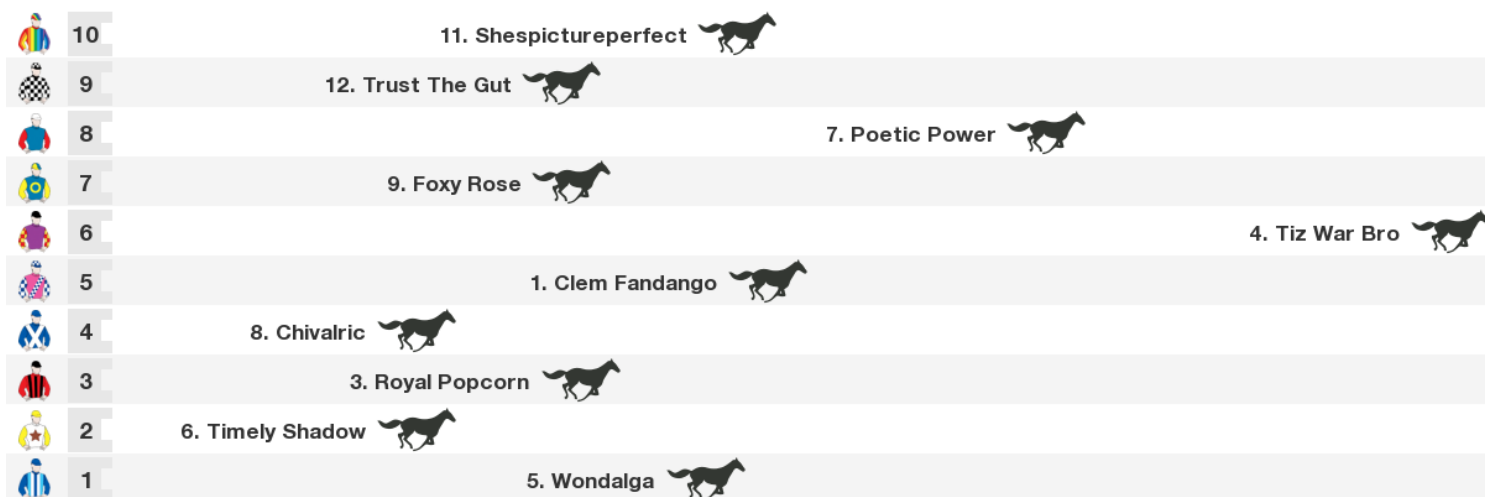 10 11. Shespictureperfect
9 12. Trust The Gut
8 7. Poetic Power
7 9. Foxy Rose
6 4. Tiz War Bro
5 1. Clem Fandango
4 8. Chivalric
3 3. Royal Popcorn
2 6. Timely Shadow
1 5. Wondalga